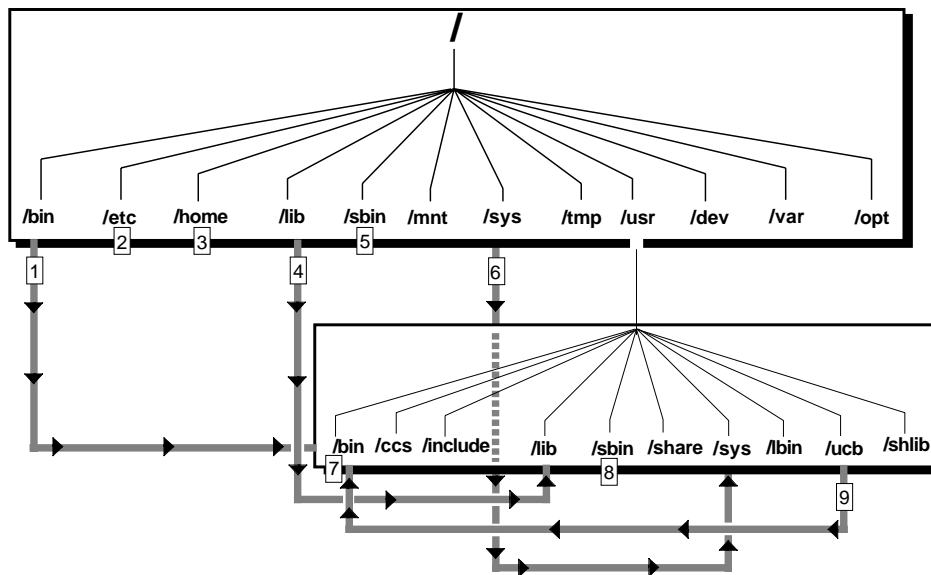 /
/bin /etc /home /lib /sbin /mnt /sys /tmp /usr /dev /var /opt
2 3 5
1 4 6
/bin /ccs /include /lib /sbin /share /sys /lbin /ucb /shlib
7 8
9